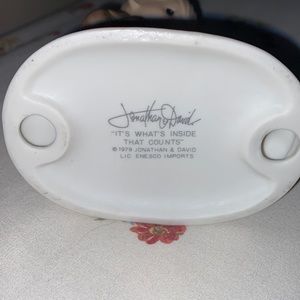 Jonathan & David
"IT'S WHAT'S INSIDE
THAT COUNTS"
© 1979 JONATHAN & DAVID
LIC ENESCO IMPORTS